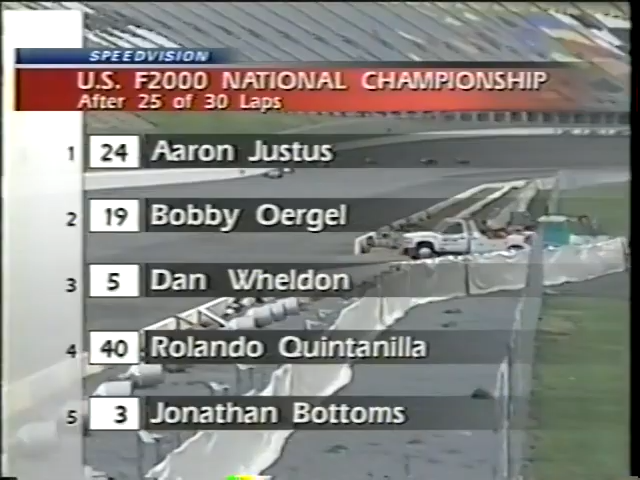 SPEEDVISION
U.S. F2000 NATIONAL CHAMPIONSHIP
After 25 of 30 Laps
1 24 Aaron Justus
2 19 Bobby Oergel
3 5 Dan Wheldon
4 40 Rolando Quintanilla
5 3 Jonathan Bottoms